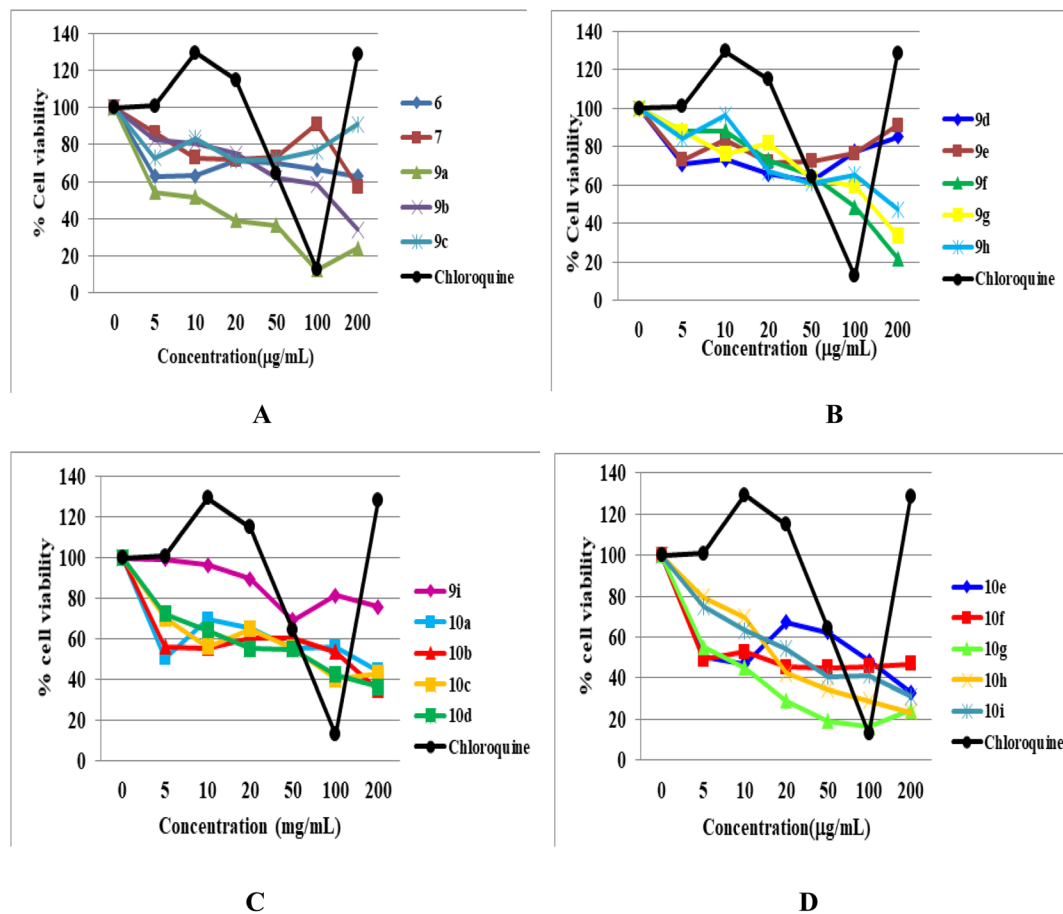 140
120
100
80
60
40
20
0
% Cell viability
0 5 10 20 50 100 200
Concentration(µg/mL)
6
7
9a
9b
9c
Chloroquine
A
140
120
100
80
60
40
20
0
% Cell viability
0 5 10 20 50 100 200
Concentration (µg/mL)
9d
9e
9f
9g
9h
Chloroquine
B
140
120
100
80
60
40
20
0
% cell viability
0 5 10 20 50 100 200
Concentration (mg/mL)
9i
10a
10b
10c
10d
Chloroquine
C
140
120
100
80
60
40
20
0
% cell viability
0 5 10 20 50 100 200
Concentration(µg/mL)
10e
10f
10g
10h
10i
Chloroquine
D